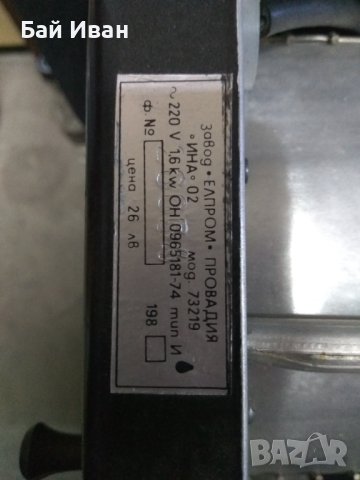 Бай Иван
завод • ЕЛПРОМ • ПРОВАДИЯ
"ИНА" 02 мод. 73219
~ 220 V 1.6 kw ОН 0965181-74 тип И
ф № 198
цена 26 лв
BAZAR